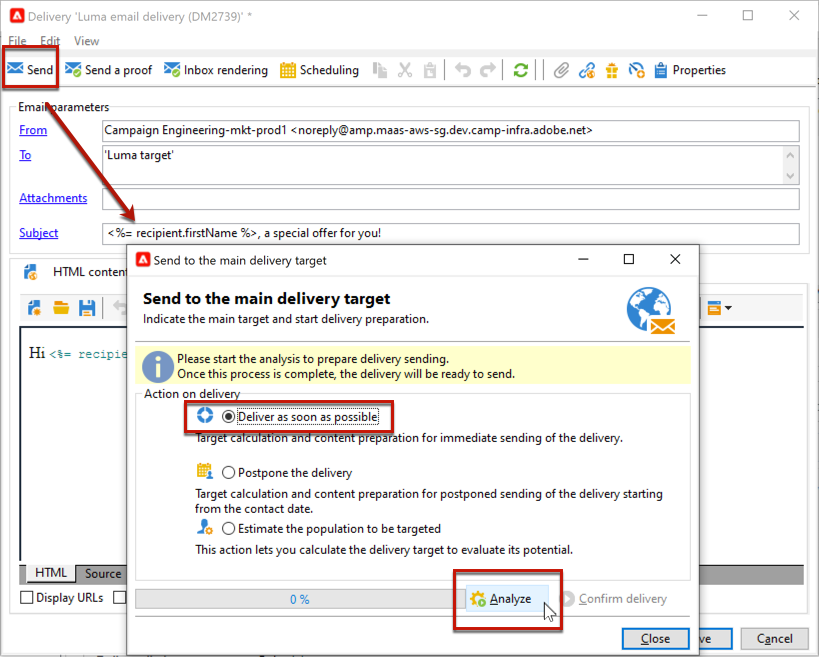 Delivery 'Luma email delivery (DM2739)' *
File Edit View
Send Send a proof Inbox rendering Scheduling Properties
Email parameters
From Campaign Engineering-mkt-prod1 <noreply@amp.maas-aws-sg.dev.camp-infra.adobe.net>
To 'Luma target'
Attachments
Subject <%= recipient.firstName %>, a special offer for you!
HTML content
Send to the main delivery target
Send to the main delivery target
Indicate the main target and start delivery preparation.
Hi <%= recipie
Please start the analysis to prepare delivery sending.
Once this process is complete, the delivery will be ready to send.
Action on delivery
Deliver as soon as possible
Target calculation and content preparation for immediate sending of the delivery.
Postpone the delivery
Target calculation and content preparation for postponed sending of the delivery starting
from the contact date.
Estimate the population to be targeted
This action lets you calculate the delivery target to evaluate its potential.
HTML Source
Display URLs
0 % Analyze Confirm delivery
Close ve Cancel